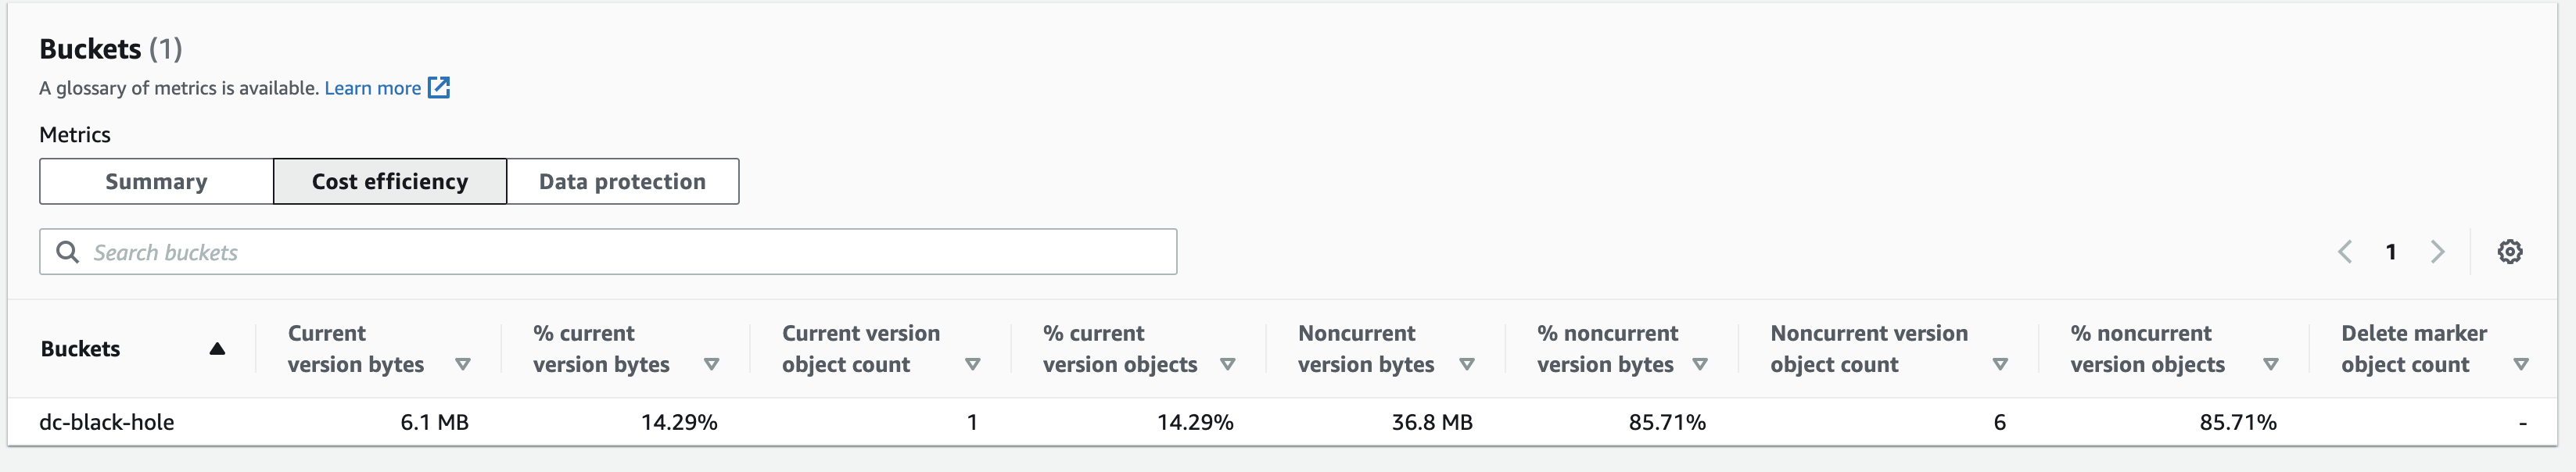 Buckets (1)
A glossary of metrics is available. Learn more
Metrics
Summary Cost efficiency Data protection
Search buckets
1
Buckets Current version bytes % current version bytes Current version object count % current version objects Noncurrent version bytes % noncurrent version bytes Noncurrent version object count % noncurrent version objects Delete marker object count
dc-black-hole 6.1 MB 14.29% 1 14.29% 36.8 MB 85.71% 6 85.71% -